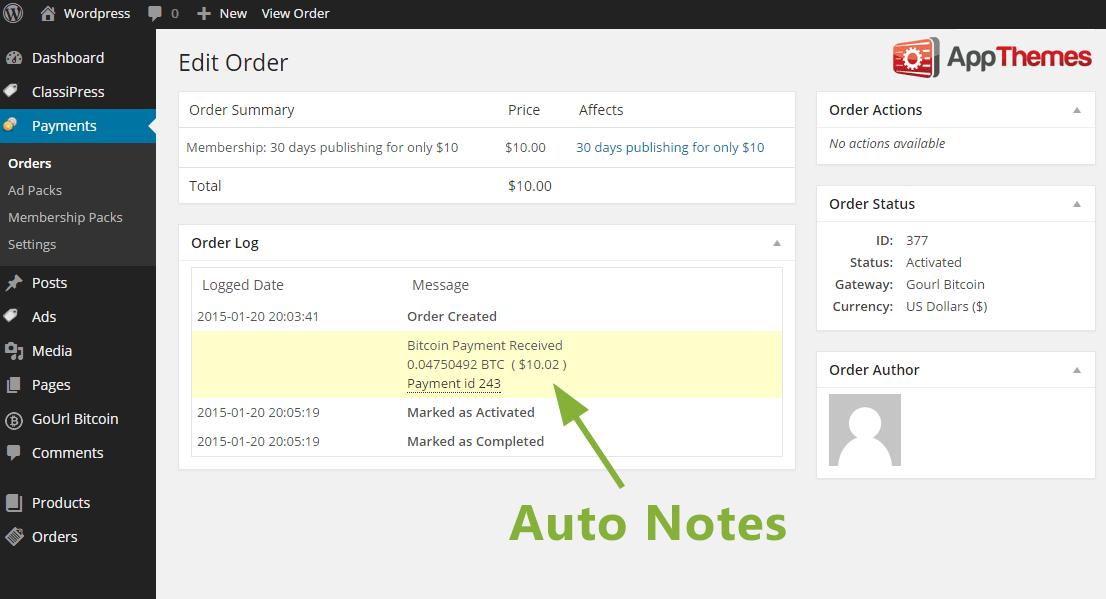 Wordpress 0 New View Order
Dashboard
ClassiPress
Payments
Orders
Ad Packs
Membership Packs
Settings
Posts
Ads
Media
Pages
GoUrl Bitcoin
Comments
Products
Orders
Edit Order
AppThemes
Order Summary Price Affects
Membership: 30 days publishing for only $10 $10.00 30 days publishing for only $10
Total $10.00
Order Log
Logged Date Message
2015-01-20 20:03:41 Order Created
Bitcoin Payment Received
0.04750492 BTC ( $10.02 )
Payment id 243
2015-01-20 20:05:19 Marked as Activated
2015-01-20 20:05:19 Marked as Completed
Auto Notes
Order Actions
No actions available
Order Status
ID: 377
Status: Activated
Gateway: Gourl Bitcoin
Currency: US Dollars ($)
Order Author